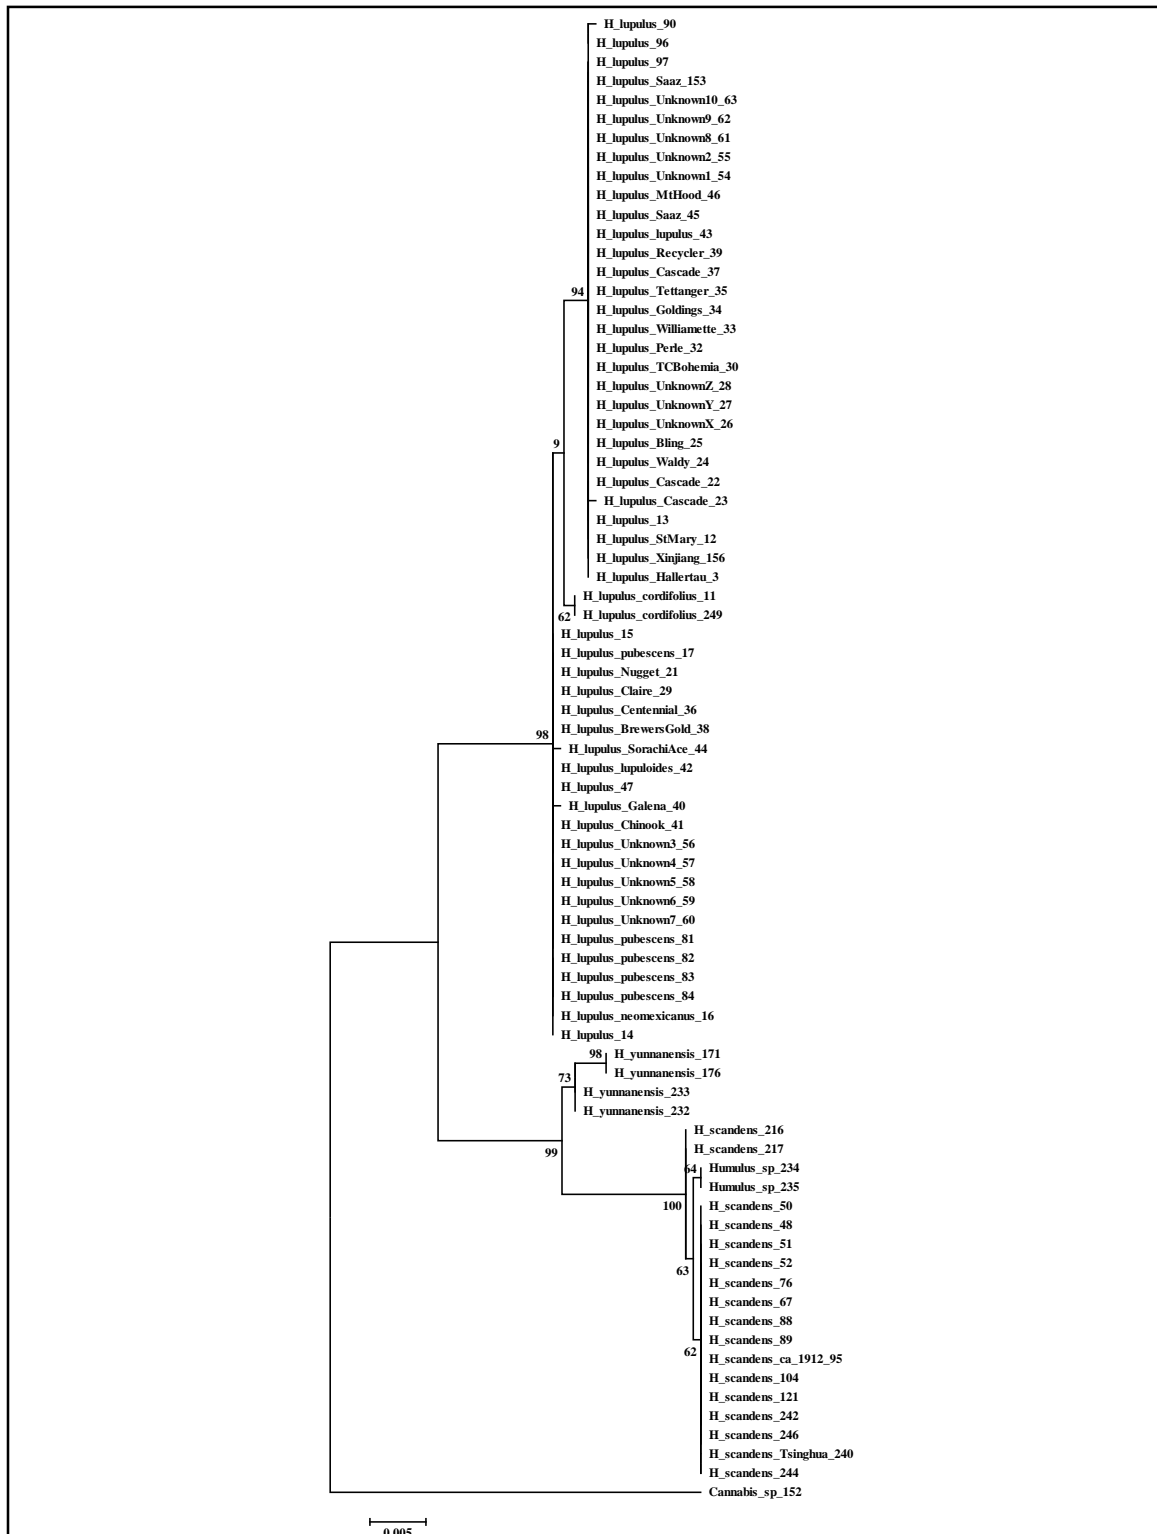 H_lupulus_90
H_lupulus_96
H_lupulus_97
H_lupulus_Saaz_153
H_lupulus_Unknown10_63
H_lupulus_Unknown9_62
H_lupulus_Unknown8_61
H_lupulus_Unknown2_55
H_lupulus_Unknown1_54
H_lupulus_MtHood_46
H_lupulus_Saaz_45
H_lupulus_lupulus_43
H_lupulus_Recycler_39
H_lupulus_Cascade_37
94
H_lupulus_Tettanger_35
H_lupulus_Goldings_34
H_lupulus_Williamette_33
H_lupulus_Perle_32
H_lupulus_TCBohemia_30
H_lupulus_UnknownZ_28
H_lupulus_UnknownY_27
H_lupulus_UnknownX_26
9
H_lupulus_Bling_25
H_lupulus_Waldy_24
H_lupulus_Cascade_22
H_lupulus_Cascade_23
H_lupulus_13
H_lupulus_StMary_12
H_lupulus_Xinjiang_156
H_lupulus_Hallertau_3
H_lupulus_cordifolius_11
62
H_lupulus_cordifolius_249
H_lupulus_15
H_lupulus_pubescens_17
H_lupulus_Nugget_21
H_lupulus_Claire_29
H_lupulus_Centennial_36
H_lupulus_BrewersGold_38
98
H_lupulus_SorachiAce_44
H_lupulus_lupuloides_42
H_lupulus_47
H_lupulus_Galena_40
H_lupulus_Chinook_41
H_lupulus_Unknown3_56
H_lupulus_Unknown4_57
H_lupulus_Unknown5_58
H_lupulus_Unknown6_59
H_lupulus_Unknown7_60
H_lupulus_pubescens_81
H_lupulus_pubescens_82
H_lupulus_pubescens_83
H_lupulus_pubescens_84
H_lupulus_neomexicanus_16
H_lupulus_14
98
H_yunnanensis_171
H_yunnanensis_176
73
H_yunnanensis_233
H_yunnanensis_232
H_scandens_216
99
H_scandens_217
64
Humulus_sp_234
Humulus_sp_235
100
H_scandens_50
H_scandens_48
H_scandens_51
H_scandens_52
63
H_scandens_76
H_scandens_67
H_scandens_88
H_scandens_89
62
H_scandens_ca_1912_95
H_scandens_104
H_scandens_121
H_scandens_242
H_scandens_246
H_scandens_Tsinghua_240
H_scandens_244
Cannabis_sp_152
0.005